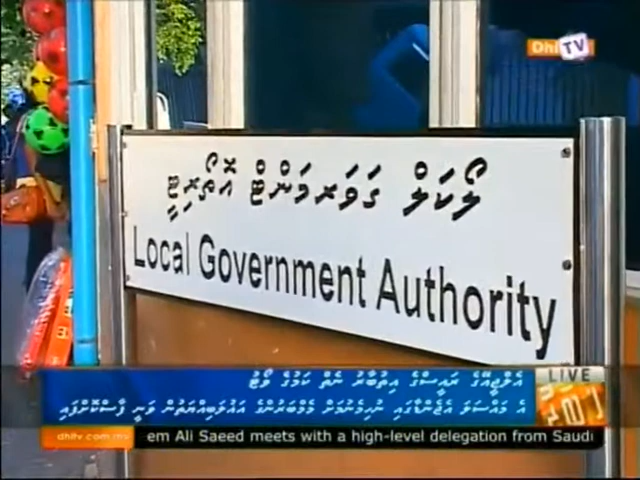 DhiTV
ލޯކަލް ގަވަރމަންޓް އޮތޯރިޓީ
Local Government Authority
LIVE
އެލްޖީއޭގެ ރައީސްގެ އިތުބާރު ނެތް ކަމުގެ ވޯޓު
އެ މައްސަލަ އެޖެންޑާގައި ނުހިމެނުމަށް މެމްބަރުންގެ އަޣުލަބިއްޔަތުން ވަނީ ފާސްކޮށްފައި
dhitv.com.mv
em Ali Saeed meets with a high-level delegation from Saudi